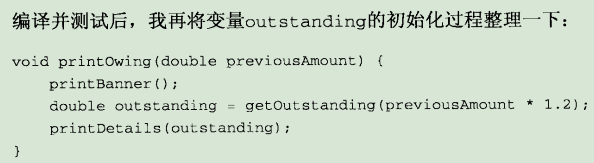 编译并测试后，我再将变量outstanding的初始化过程整理一下：
void printOwing(double previousAmount) {
    printBanner();
    double outstanding = getOutstanding(previousAmount * 1.2);
    printDetails(outstanding);
}